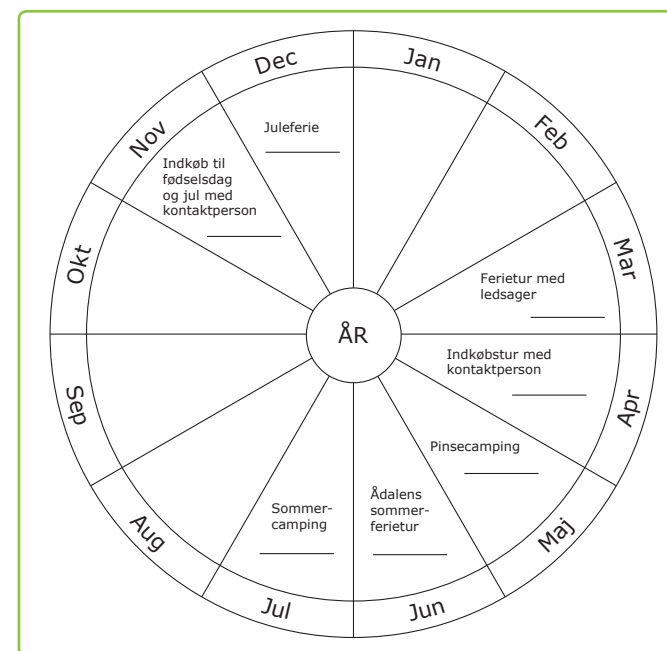 Jan
Feb
Mar
Ferietur med
ledsager
Apr
Indkøbstur med
kontaktperson
Maj
Pinsecamping
Jun
Ådalens
sommer-
ferietur
Jul
Sommer-
camping
Aug
Sep
Okt
Nov
Indkøb til
fødselsdag
og jul med
kontaktperson
Dec
Juleferie
ÅR